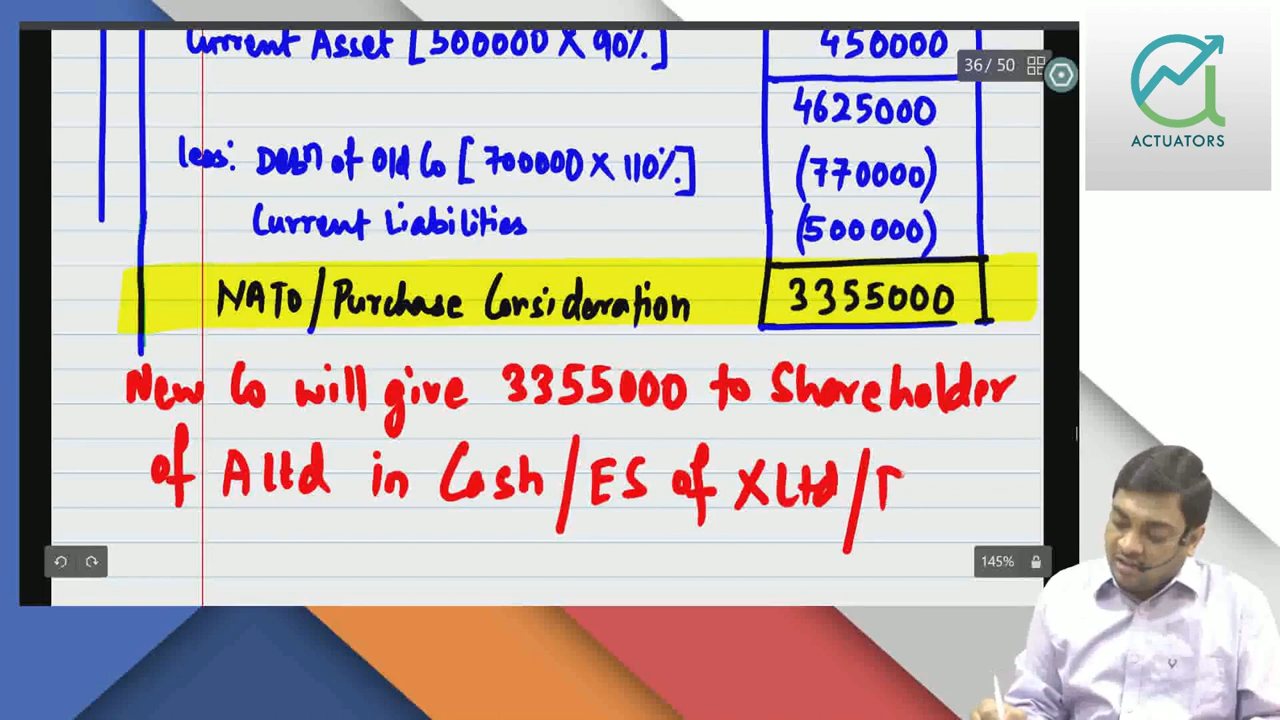 Current Asset [500000 X 90%.] 450000
36 / 50
4625000
less: Debn of Old Co [700000 X 110%.] (770000)
Current Liabilities (500000)
NATO/Purchase Consideration 3355000
New Co will give 3355000 to Shareholder
of A Ltd in Cash/ES of X Ltd/
145%
ACTUATORS